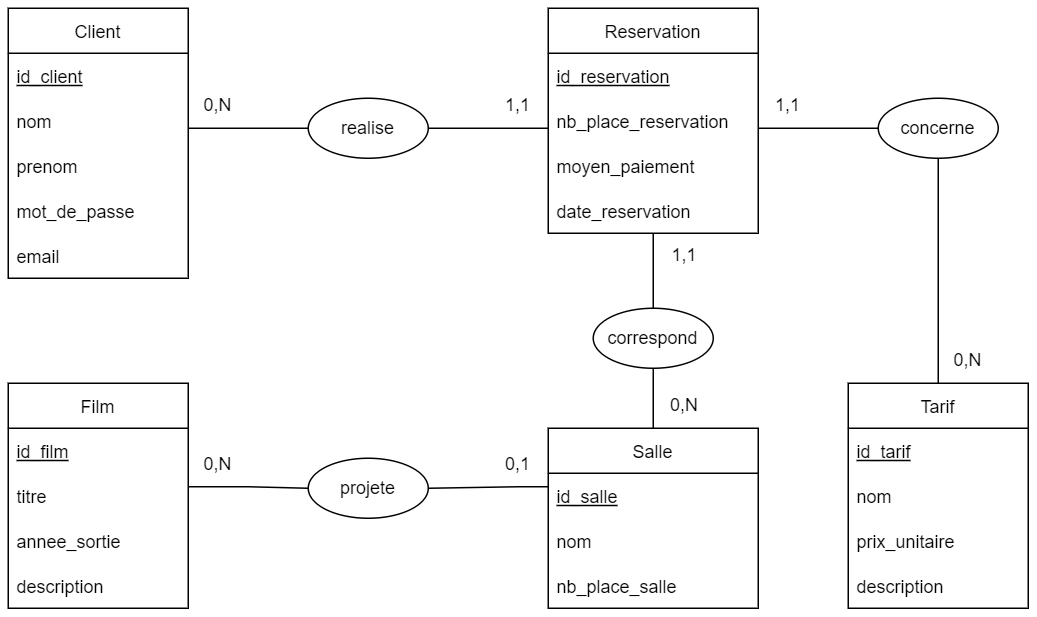 Client
id_client
nom
prenom
mot_de_passe
email
0,N
realise
1,1
Reservation
id_reservation
nb_place_reservation
moyen_paiement
date_reservation
1,1
concerne
0,N
1,1
correspond
0,N
Film
id_film
titre
annee_sortie
description
0,N
projete
0,1
Salle
id_salle
nom
nb_place_salle
Tarif
id_tarif
nom
prix_unitaire
description